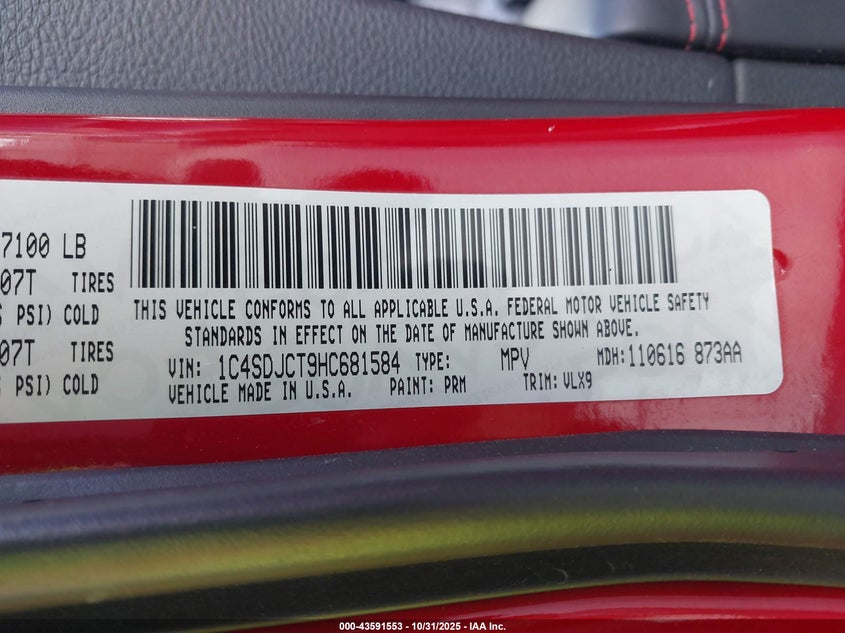 7100 LB
07T TIRES
PSI) COLD
THIS VEHICLE CONFORMS TO ALL APPLICABLE U.S.A. FEDERAL MOTOR VEHICLE SAFETY
STANDARDS IN EFFECT ON THE DATE OF MANUFACTURE SHOWN ABOVE.
07T TIRES
VIN: 1C4SDJCT9HC681584 TYPE: MPV MDH:110616 873AA
PSI) COLD
VEHICLE MADE IN U.S.A. PAINT: PRM TRIM: VLX9
000-43591553 | 10/31/2025 - IAA Inc.